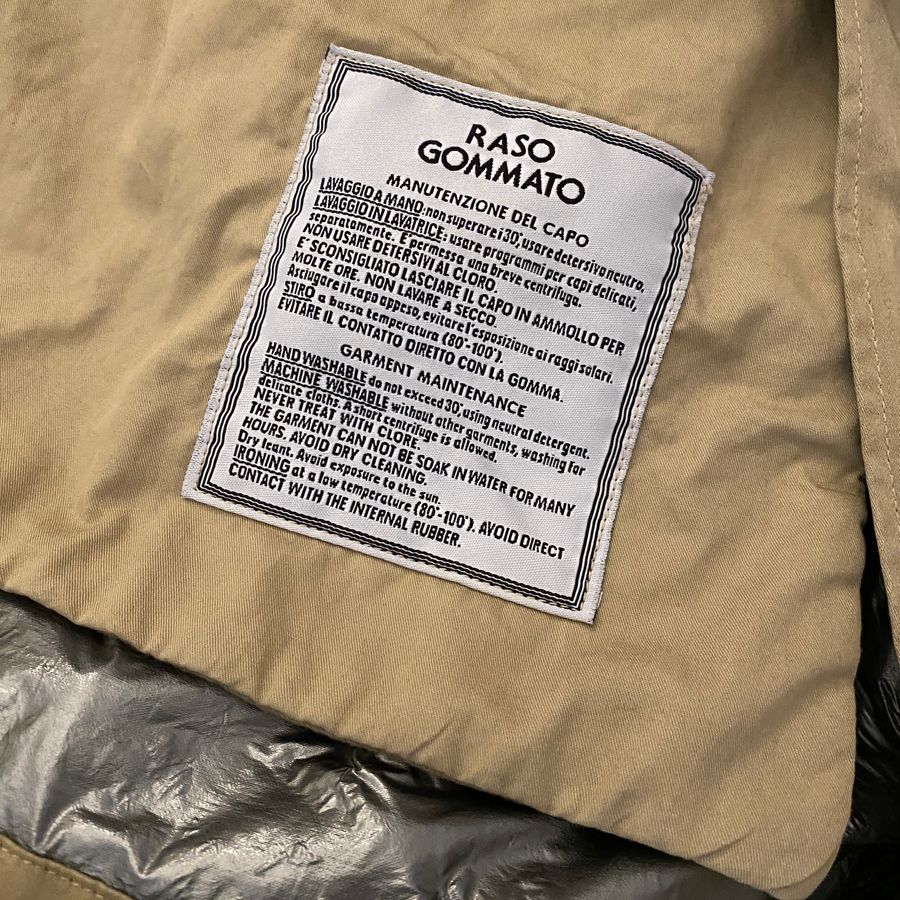 RASO
GOMMATO
MANUTENZIONE DEL CAPO
LAVAGGIO A MANO: non superare i 30, usare detersivo neutro.
LAVAGGIO IN LAVATRICE: usare programmi per capi delicati,
separatamente. E' permessa una breve centrifuga.
NON USARE DETERSIVI AL CLORO.
E' SCONSIGLIATO LASCIARE IL CAPO IN AMMOLLO PER
MOLTE ORE. NON LAVARE A SECCO.
Asciugare il capo appeso, evitare l'esposizione ai raggi solari.
STIRO a bassa temperatura (80°-100°).
EVITARE IL CONTATTO DIRETTO CON LA GOMMA.
GARMENT MAINTENANCE
HAND WASHABLE do not exceed 30, using neutral detergent.
MACHINE WASHABLE without other garments, washing for
delicate cloths. A short centrifuge is allowed.
NEVER TREAT WITH CLORE.
THE GARMENT CAN NOT BE SOAK IN WATER FOR MANY
HOURS. AVOID DRY CLEANING.
Dry teant. Avoid exposure to the sun.
IRONING at a low temperature (80°-100°). AVOID DIRECT
CONTACT WITH THE INTERNAL RUBBER.